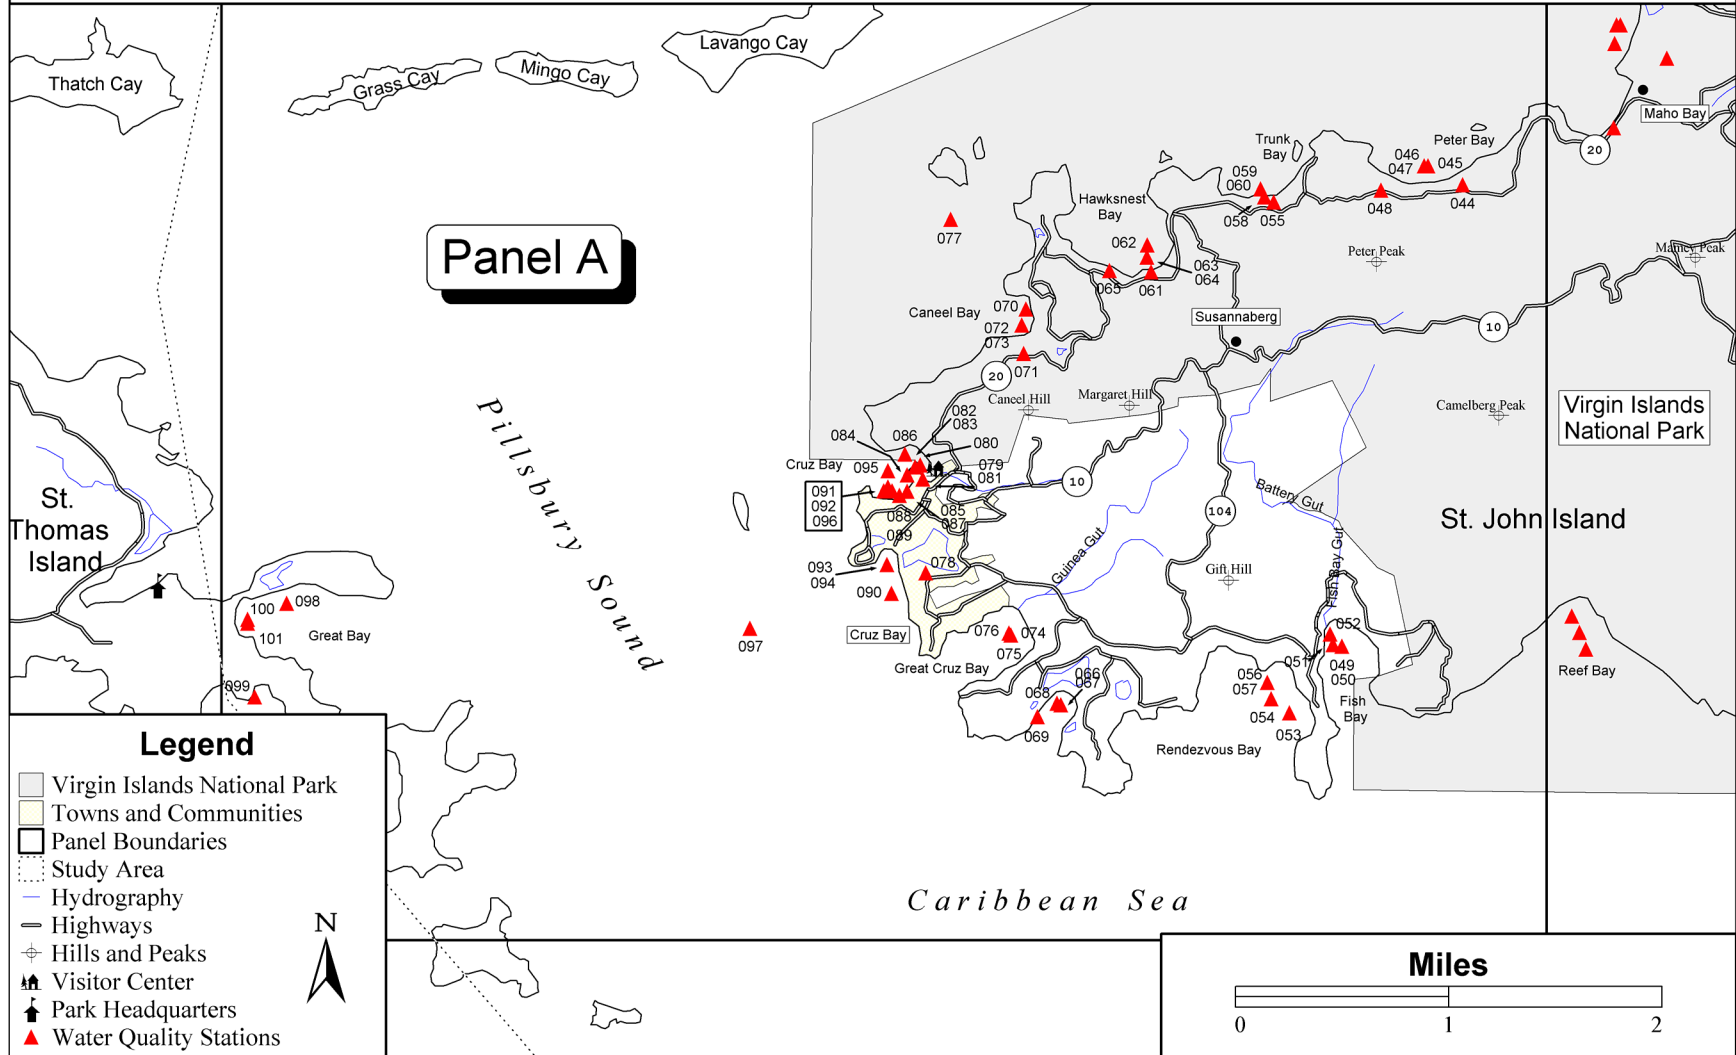 Thatch Cay
Grass Cay
Mingo Cay
Lavango Cay
Maho Bay
20
Trunk
Bay
Peter Bay
046
047
045
059
060
058
055
048
044
Hawksnest
Bay
077
062
063
064
065
061
Peter Peak
Mamey Peak
Panel A
Caneel Bay
070
072
073
071
Susannaberg
10
20
Caneel Hill
Margaret Hill
Camelberg Peak
Virgin Islands
National Park
Pillsbury Sound
082
083
084
086
080
Cruz Bay
095
079
081
091
092
096
088
089
085
087
10
104
Battery Gut
St. John Island
St.
Thomas
Island
Guinea Gut
Fish Bay Gut
Gift Hill
093
094
078
090
098
100
101
Great Bay
097
Cruz Bay
076
074
075
Great Cruz Bay
052
051
049
050
Reef Bay
099
066
067
068
069
056
057
054
053
Fish
Bay
Rendezvous Bay
Legend
Virgin Islands National Park
Towns and Communities
Panel Boundaries
Study Area
Hydrography
Highways
Hills and Peaks
Visitor Center
Park Headquarters
Water Quality Stations
N
Caribbean Sea
Miles
0
1
2